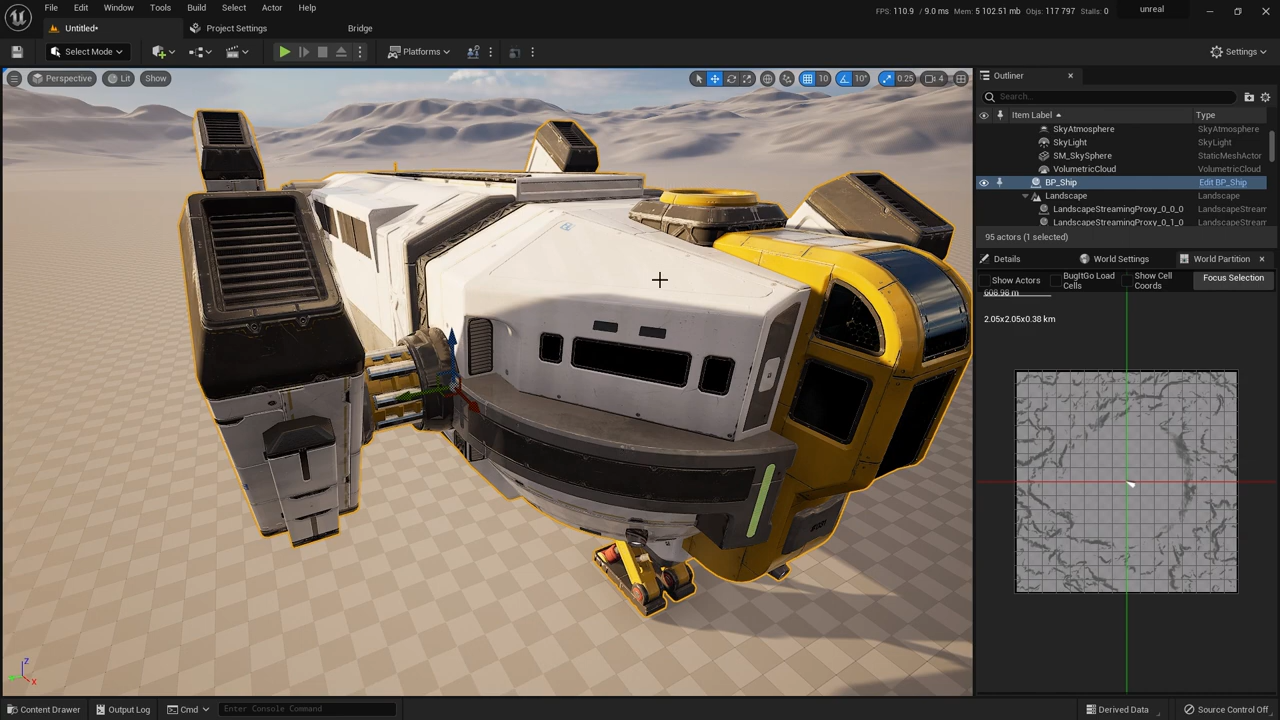 File Edit Window Tools Build Select Actor Help
FPS: 110.9 / 9.0 ms Mem: 5 102.51 mb Objs: 117 797 Stalls: 0
unreal
Untitled*
Project Settings
Bridge
Select Mode
Platforms
Settings
Perspective
Lit
Show
10
10°
0.25
4
Outliner
Search...
Item Label
Type
SkyAtmosphere SkyAtmosphere
SkyLight SkyLight
SM_SkySphere StaticMeshActor
VolumetricCloud VolumetricCloud
BP_Ship Edit BP_Ship
Landscape Landscape
LandscapeStreamingProxy_0_0_0 LandscapeStream
LandscapeStreamingProxy_0_1_0 LandscapeStream
95 actors (1 selected)
Details
World Settings
World Partition
Show Actors
BugItGo Load Cells
Show Cell Coords
Focus Selection
608.98 m
2.05x2.05x0.38 km
Z
X
Content Drawer
Output Log
Cmd
Enter Console Command
Derived Data
Source Control Off